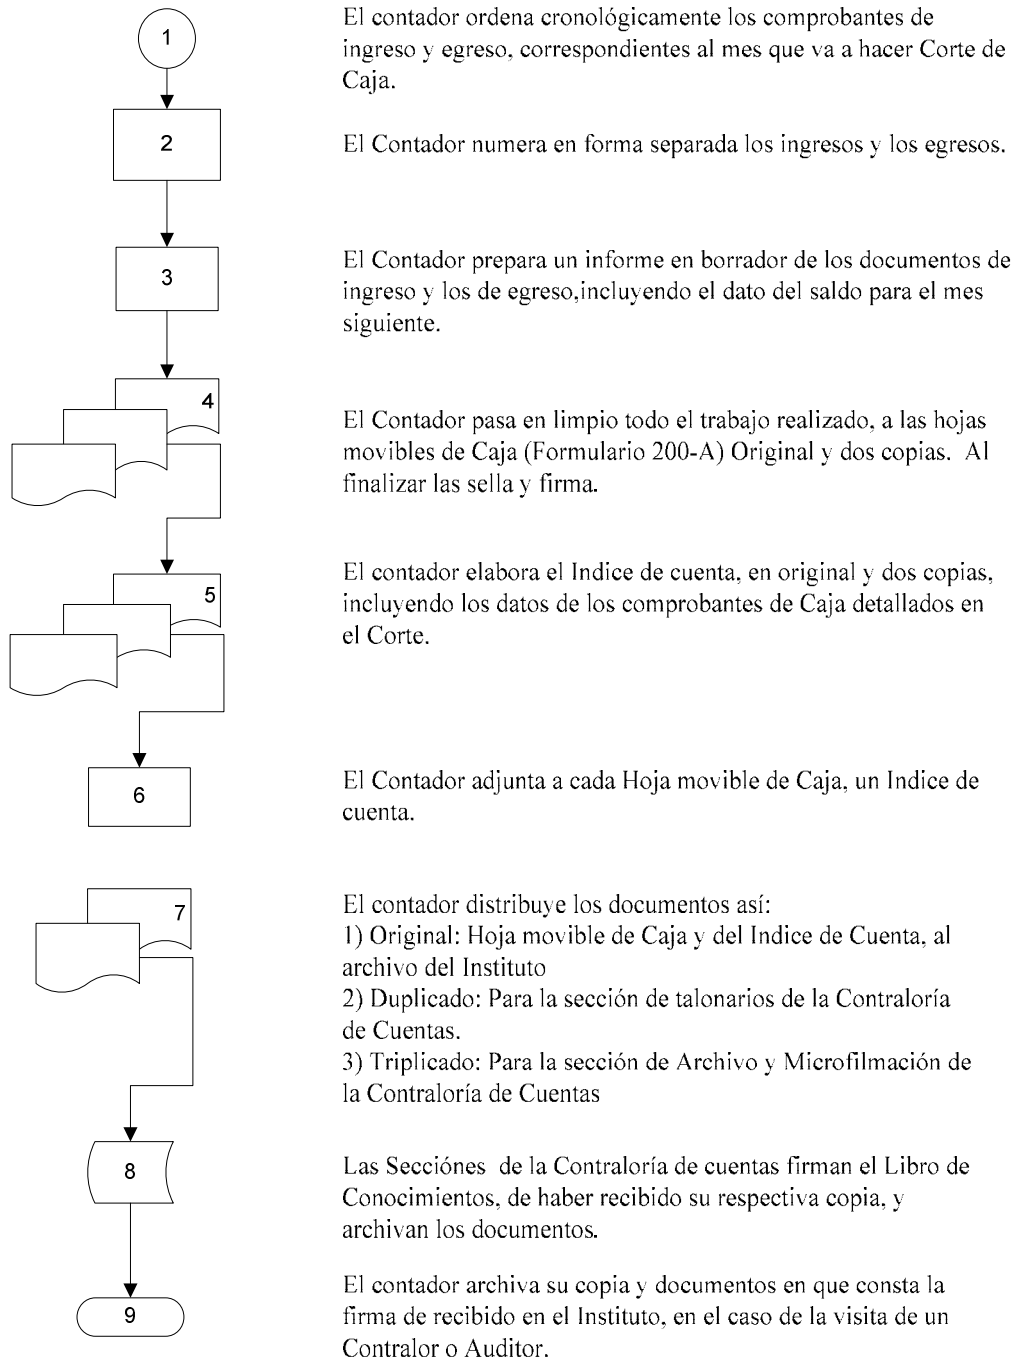 1
El contador ordena cronológicamente los comprobantes de
ingreso y egreso, correspondientes al mes que va a hacer Corte de
Caja.
2
El Contador numera en forma separada los ingresos y los egresos.
3
El Contador prepara un informe en borrador de los documentos de
ingreso y los de egreso,incluyendo el dato del saldo para el mes
siguiente.
4
El Contador pasa en limpio todo el trabajo realizado, a las hojas
movibles de Caja (Formulario 200-A) Original y dos copias.  Al
finalizar las sella y firma.
5
El contador elabora el Indice de cuenta, en original y dos copias,
incluyendo los datos de los comprobantes de Caja detallados en
el Corte.
6
El Contador adjunta a cada Hoja movible de Caja, un Indice de
cuenta.
7
El contador distribuye los documentos así:
1) Original: Hoja movible de Caja y del Indice de Cuenta, al
archivo del Instituto
2) Duplicado: Para la sección de talonarios de la Contraloría
de Cuentas.
3) Triplicado: Para la sección de Archivo y Microfilmación de
la Contraloría de Cuentas
8
Las Secciónes  de la Contraloría de cuentas firman el Libro de
Conocimientos, de haber recibido su respectiva copia, y
archivan los documentos.
9
El contador archiva su copia y documentos en que consta la
firma de recibido en el Instituto, en el caso de la visita de un
Contralor o Auditor.